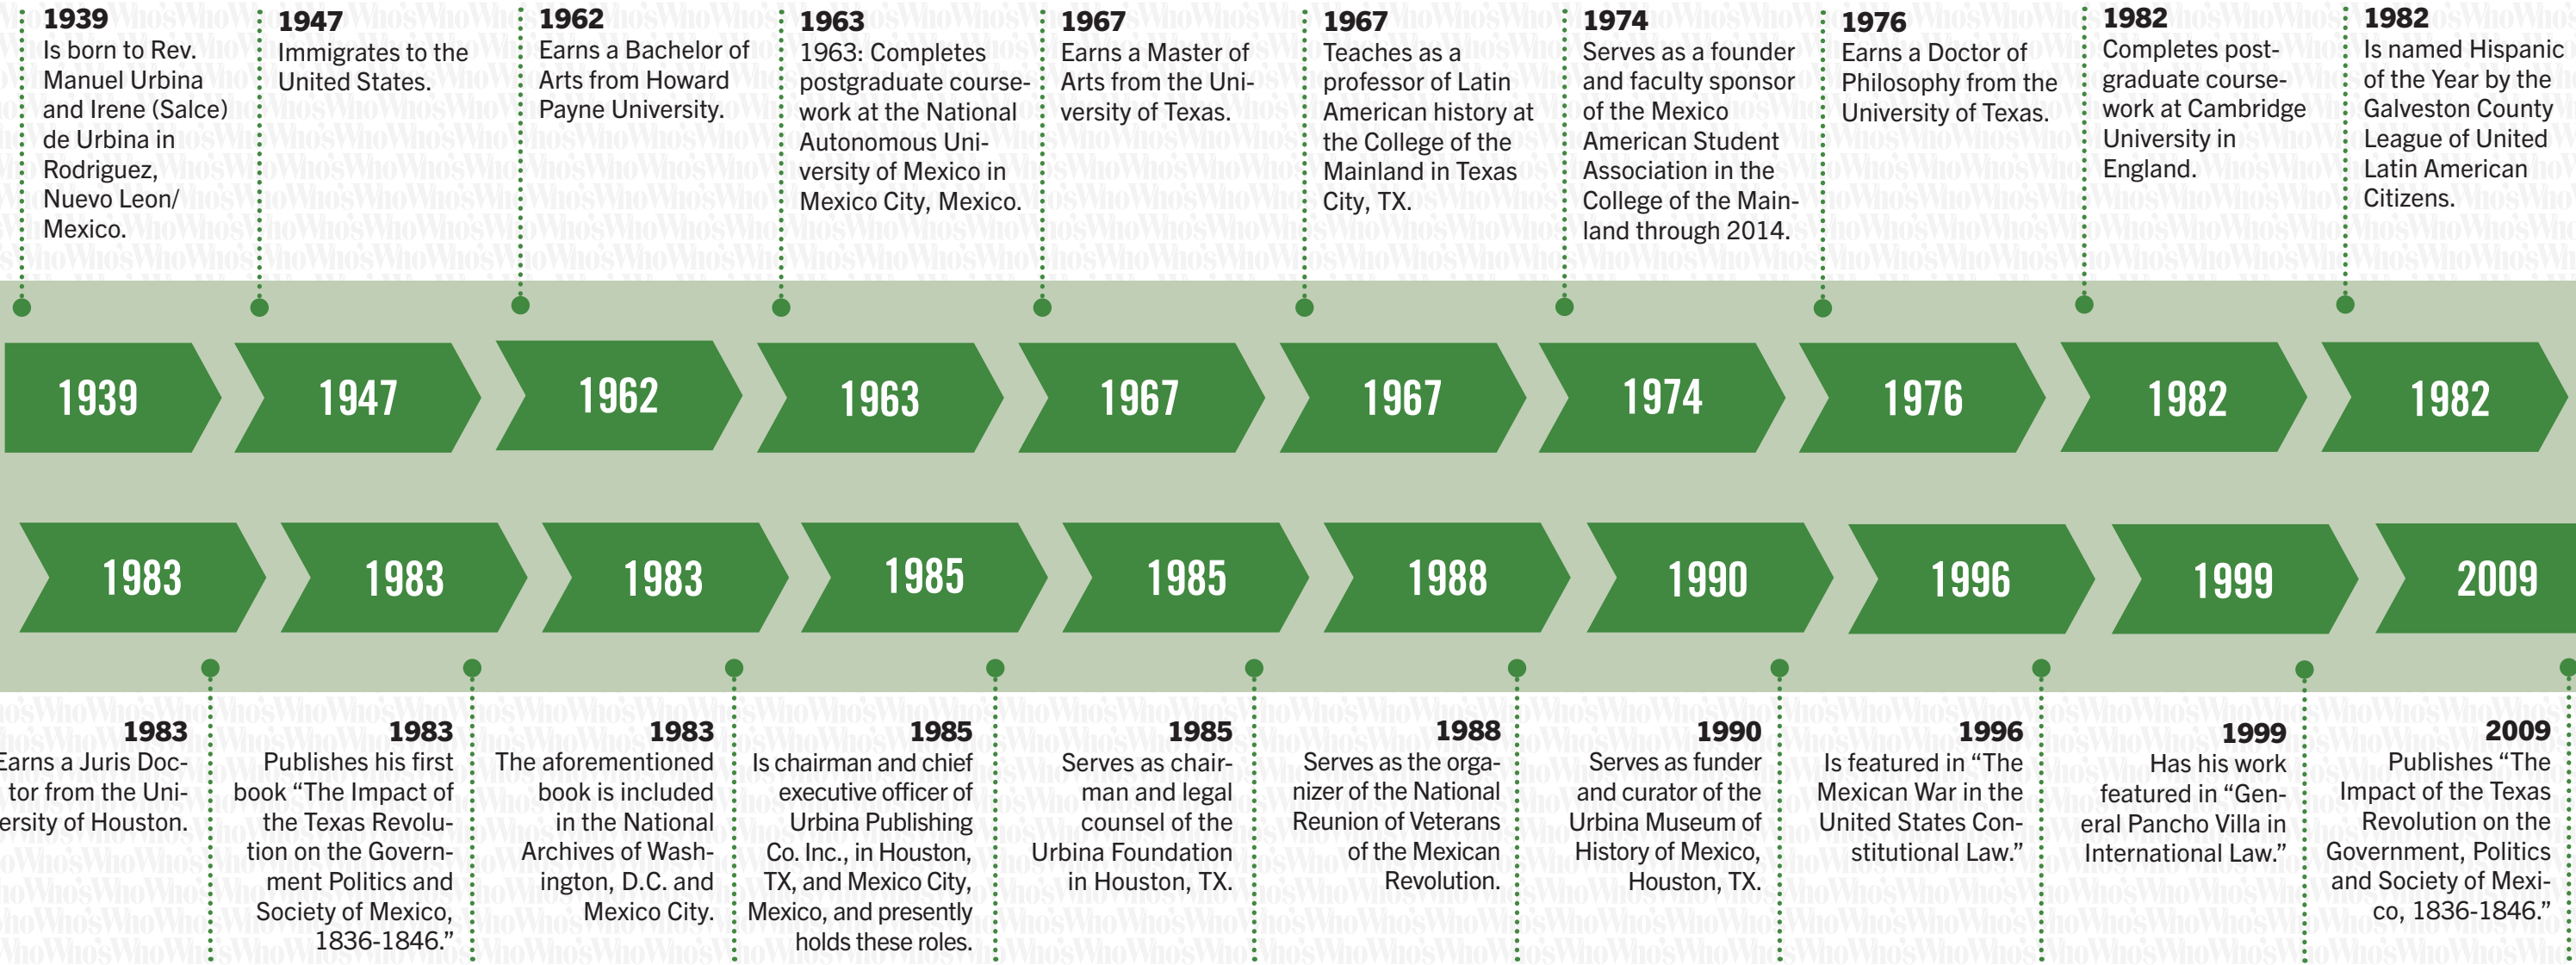 1939
Is born to Rev.
Manuel Urbina
and Irene (Salce)
de Urbina in
Rodriguez,
Nuevo Leon/
Mexico.
1947
Immigrates to the
United States.
1962
Earns a Bachelor of
Arts from Howard
Payne University.
1963
1963: Completes
postgraduate course-
work at the National
Autonomous Uni-
versity of Mexico in
Mexico City, Mexico.
1967
Earns a Master of
Arts from the Uni-
versity of Texas.
1967
Teaches as a
professor of Latin
American history at
the College of the
Mainland in Texas
City, TX.
1974
Serves as a founder
and faculty sponsor
of the Mexico
American Student
Association in the
College of the Main-
land through 2014.
1976
Earns a Doctor of
Philosophy from the
University of Texas.
1982
Completes post-
graduate course-
work at Cambridge
University in
England.
1982
Is named Hispanic
of the Year by the
Galveston County
League of United
Latin American
Citizens.
1939
1947
1962
1963
1967
1967
1974
1976
1982
1982
1983
1983
1983
1985
1985
1988
1990
1996
1999
2009
1983
Earns a Juris Doc-
tor from the Uni-
ersity of Houston.
1983
Publishes his first
book “The Impact of
the Texas Revolu-
tion on the Govern-
ment Politics and
Society of Mexico,
1836-1846.”
1983
The aforementioned
book is included
in the National
Archives of Wash-
ington, D.C. and
Mexico City.
1985
Is chairman and chief
executive officer of
Urbina Publishing
Co. Inc., in Houston,
TX, and Mexico City,
Mexico, and presently
holds these roles.
1985
Serves as chair-
man and legal
counsel of the
Urbina Foundation
in Houston, TX.
1988
Serves as the orga-
nizer of the National
Reunion of Veterans
of the Mexican
Revolution.
1990
Serves as funder
and curator of the
Urbina Museum of
History of Mexico,
Houston, TX.
1996
Is featured in “The
Mexican War in the
United States Con-
stitutional Law.”
1999
Has his work
featured in “Gen-
eral Pancho Villa in
International Law.”
2009
Publishes “The
Impact of the Texas
Revolution on the
Government, Politics
and Society of Mexi-
co, 1836-1846.”